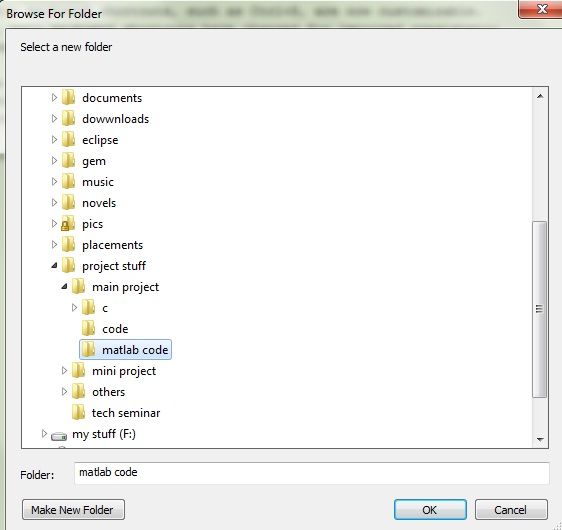 Browse For Folder
Select a new folder
documents
dowwnloads
eclipse
gem
music
novels
pics
placements
project stuff
main project
c
code
matlab code
mini project
others
tech seminar
my stuff (F:)
Folder: matlab code
Make New Folder OK Cancel